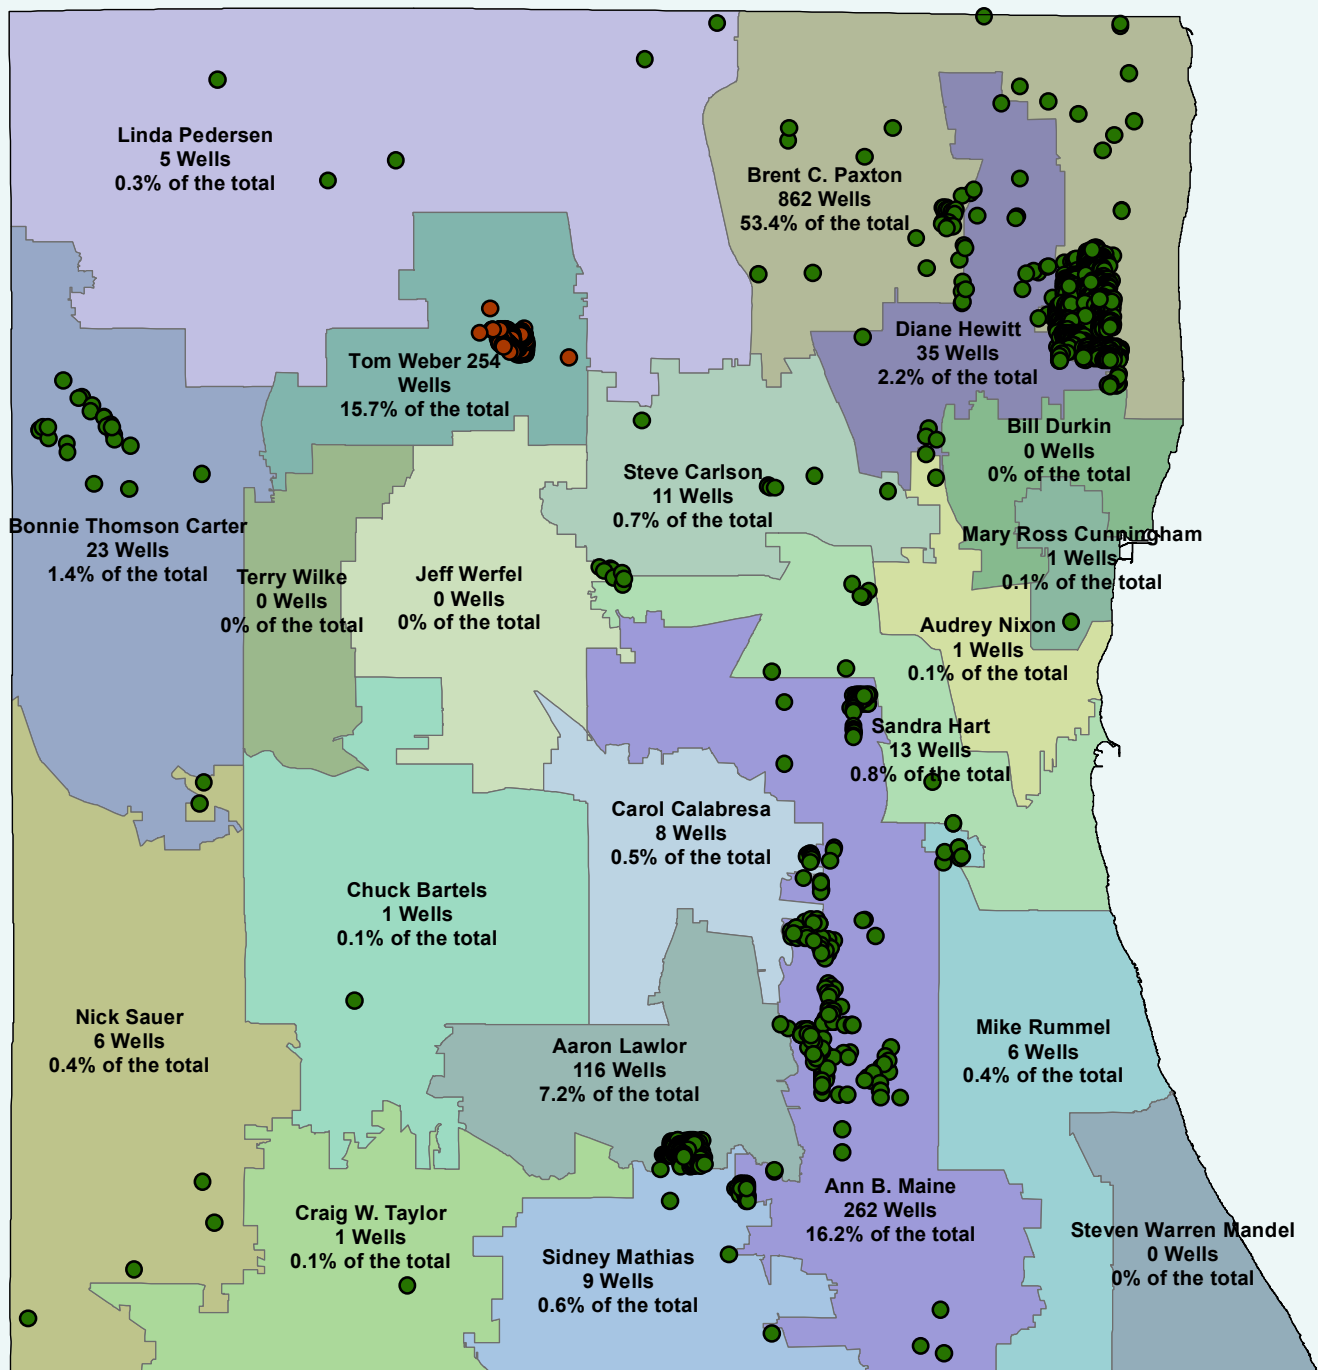 Linda Pedersen
5 Wells
0.3% of the total
Brent C. Paxton
862 Wells
53.4% of the total
Diane Hewitt
35 Wells
2.2% of the total
Tom Weber 254
Wells
15.7% of the total
Bill Durkin
0 Wells
0% of the total
Steve Carlson
11 Wells
0.7% of the total
Bonnie Thomson Carter
23 Wells
1.4% of the total
Mary Ross Cunningham
1 Wells
0.1% of the total
Terry Wilke
0 Wells
0% of the total
Jeff Werfel
0 Wells
0% of the total
Audrey Nixon
1 Wells
0.1% of the total
Sandra Hart
13 Wells
0.8% of the total
Carol Calabresa
8 Wells
0.5% of the total
Chuck Bartels
1 Wells
0.1% of the total
Nick Sauer
6 Wells
0.4% of the total
Mike Rummel
6 Wells
0.4% of the total
Aaron Lawlor
116 Wells
7.2% of the total
Ann B. Maine
262 Wells
16.2% of the total
Craig W. Taylor
1 Wells
0.1% of the total
Steven Warren Mandel
0 Wells
0% of the total
Sidney Mathias
9 Wells
0.6% of the total